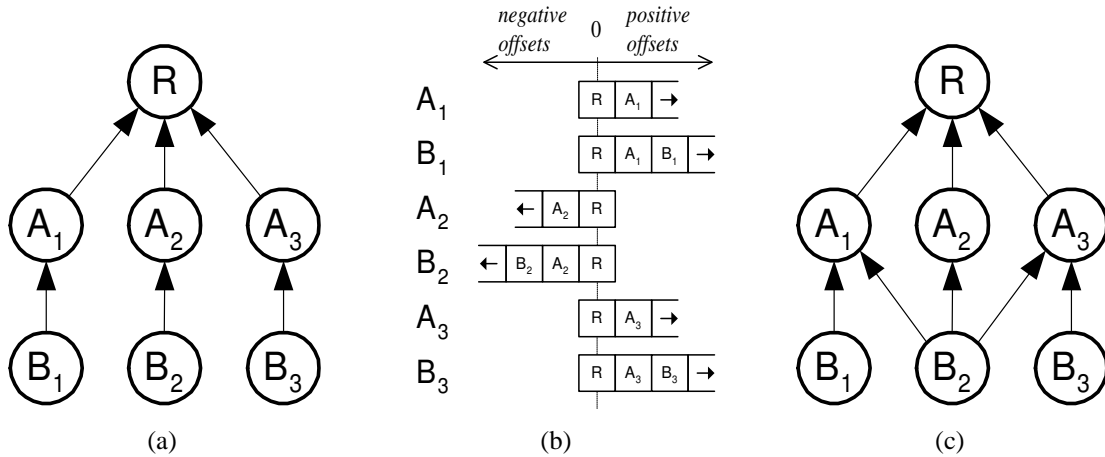 R
A₁ A₂ A₃
B₁ B₂ B₃
(a)
negative offsets 0 positive offsets
A₁ R A₁
B₁ R A₁ B₁
A₂ A₂ R
B₂ B₂ A₂ R
A₃ R A₃
B₃ R A₃ B₃
(b)
R
A₁ A₂ A₃
B₁ B₂ B₃
(c)